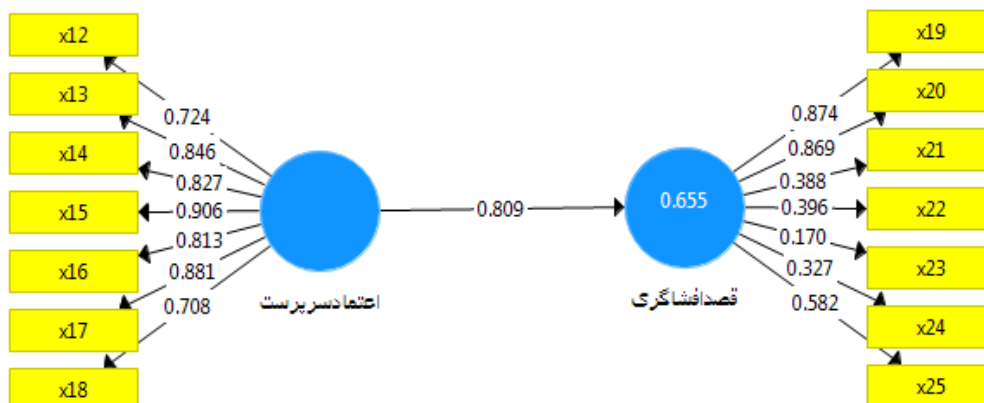 x12
x13
x14
x15
x16
x17
x18
0.724
0.846
0.827
0.906
0.813
0.881
0.708
اعتمادسرپرست
0.809
0.655
قصدافشاگری
0.874
0.869
0.388
0.396
0.170
0.327
0.582
x19
x20
x21
x22
x23
x24
x25